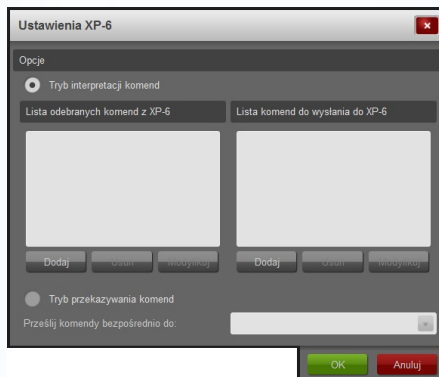 Ustawienia XP-6
Opcje
Tryb interpretacji komend
Lista odebranych komend z XP-6
Lista komend do wysłania do XP-6
Dodaj Usuń Modyfikuj
Dodaj Usuń Modyfikuj
Tryb przekazywania komend
Prześlij komendy bezpośrednio do:
OK Anuluj